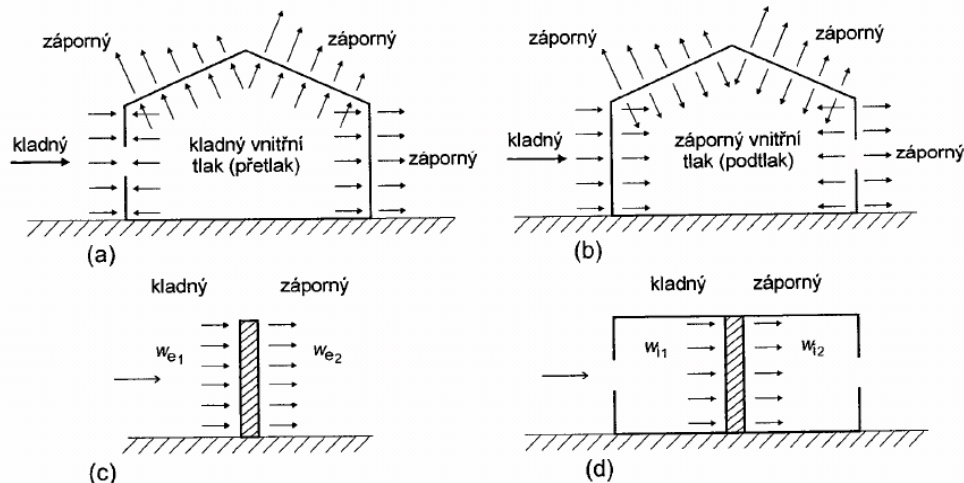 záporný
záporný
kladný
kladný vnitřní
tlak (přetlak)
záporný
(a)
záporný
záporný
kladný
záporný vnitřní
tlak (podtlak)
záporný
(b)
kladný
záporný
we1
we2
(c)
kladný
záporný
wi1
wi2
(d)